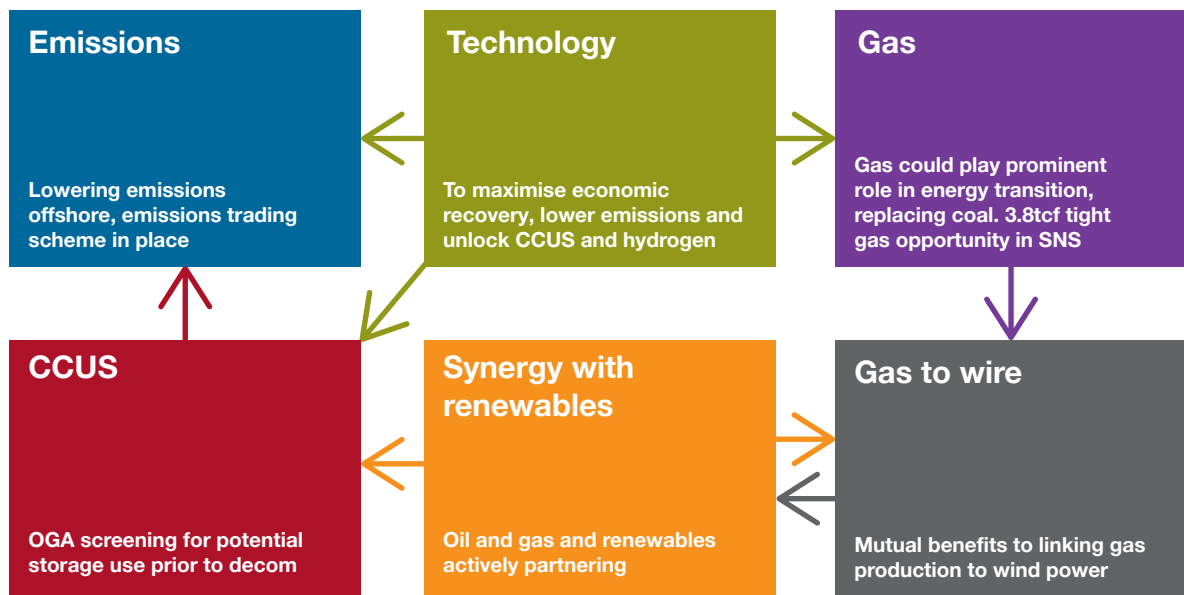 Emissions
Lowering emissions
offshore, emissions trading
scheme in place
Technology
To maximise economic
recovery, lower emissions and
unlock CCUS and hydrogen
Gas
Gas could play prominent
role in energy transition,
replacing coal. 3.8tcf tight
gas opportunity in SNS
CCUS
OGA screening for potential
storage use prior to decom
Synergy with
renewables
Oil and gas and renewables
actively partnering
Gas to wire
Mutual benefits to linking gas
production to wind power